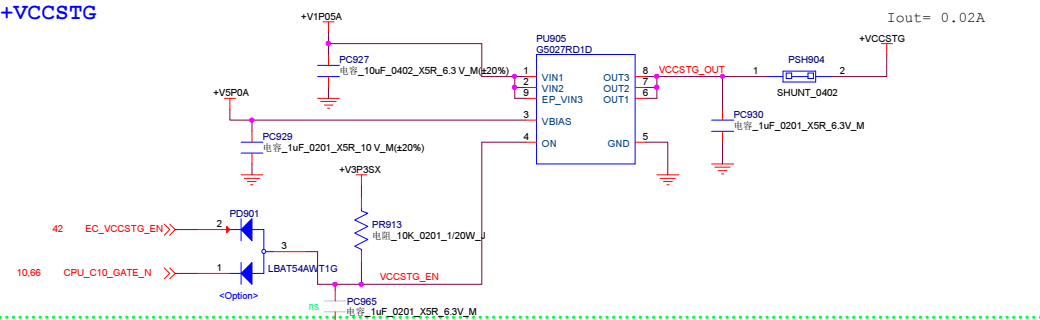 +VCCSTG
Iout= 0.02A
+V1P05A
+VCCSTG
PU905
G5027RD1D
PC927
电容_10uF_0402_X5R_6.3 V_M(±20%)
1 VIN1
2 VIN2
9 EP_VIN3
3 VBIAS
4 ON
OUT3 8
OUT2 7
OUT1 6
GND 5
VCCSTG_OUT
PSH904
1 2
SHUNT_0402
+V5P0A
PC930
电容_1uF_0201_X5R_6.3V_M
PC929
电容_1uF_0201_X5R_10 V_M(±20%)
+V3P3SX
PR913
电阻_10K_0201_1/20W_J
PD901
42 EC_VCCSTG_EN 2
3
10,66 CPU_C10_GATE_N 1
LBAT54AWT1G
<Option>
VCCSTG_EN
ns PC965
电容_1uF_0201_X5R_6.3V_M